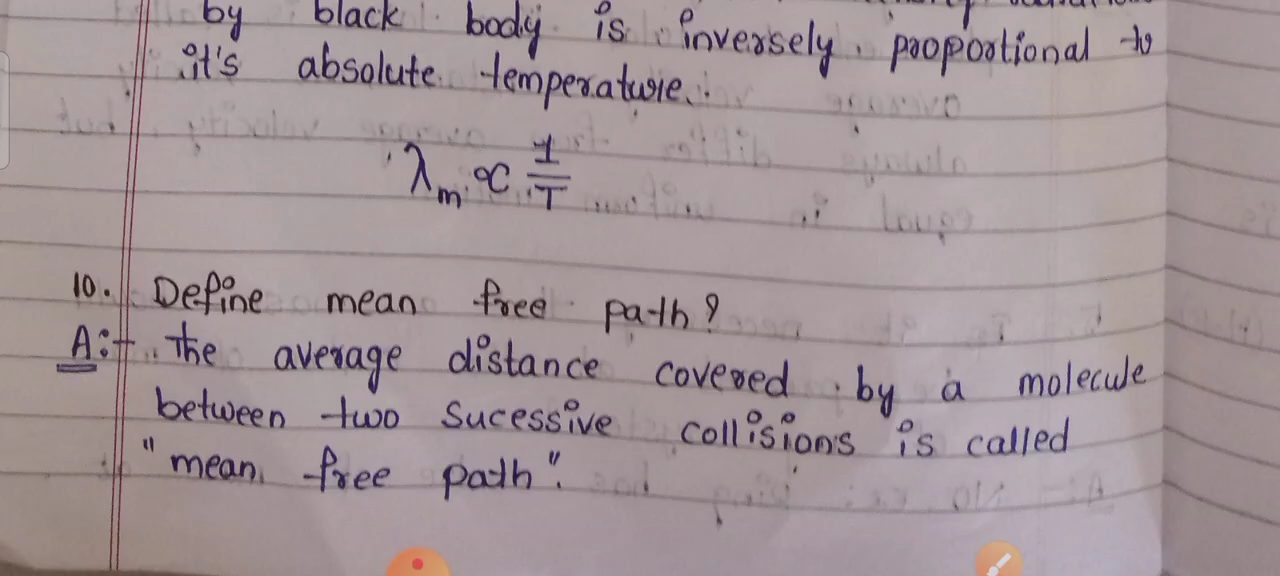 by black body is inversely proportional to
it's absolute temperature.
λm ∝ 1/T
10. Define mean free path?
A:- The average distance covered by a molecule
between two sucessive collisions is called
"mean free path".